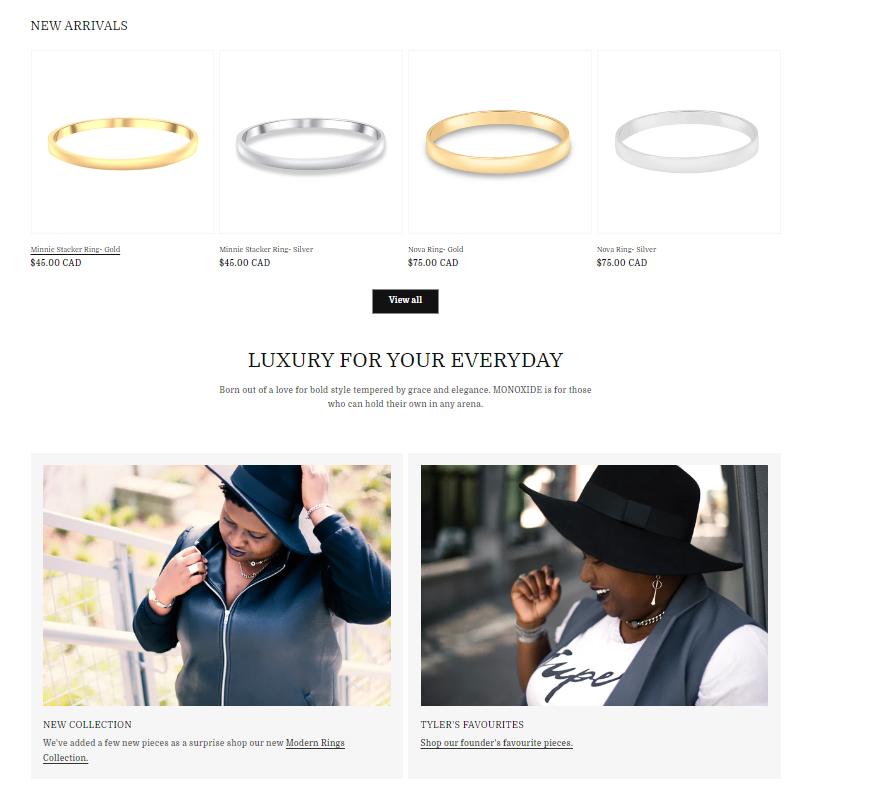 NEW ARRIVALS
Minnie Stacker Ring- Gold
$45.00 CAD
Minnie Stacker Ring- Silver
$45.00 CAD
Nova Ring- Gold
$75.00 CAD
Nova Ring- Silver
$75.00 CAD
View all
LUXURY FOR YOUR EVERYDAY
Born out of a love for bold style tempered by grace and elegance. MONOXIDE is for those
who can hold their own in any arena.
NEW COLLECTION
We've added a few new pieces as a surprise shop our new Modern Rings
Collection.
TYLER'S FAVOURITES
Shop our founder's favourite pieces.